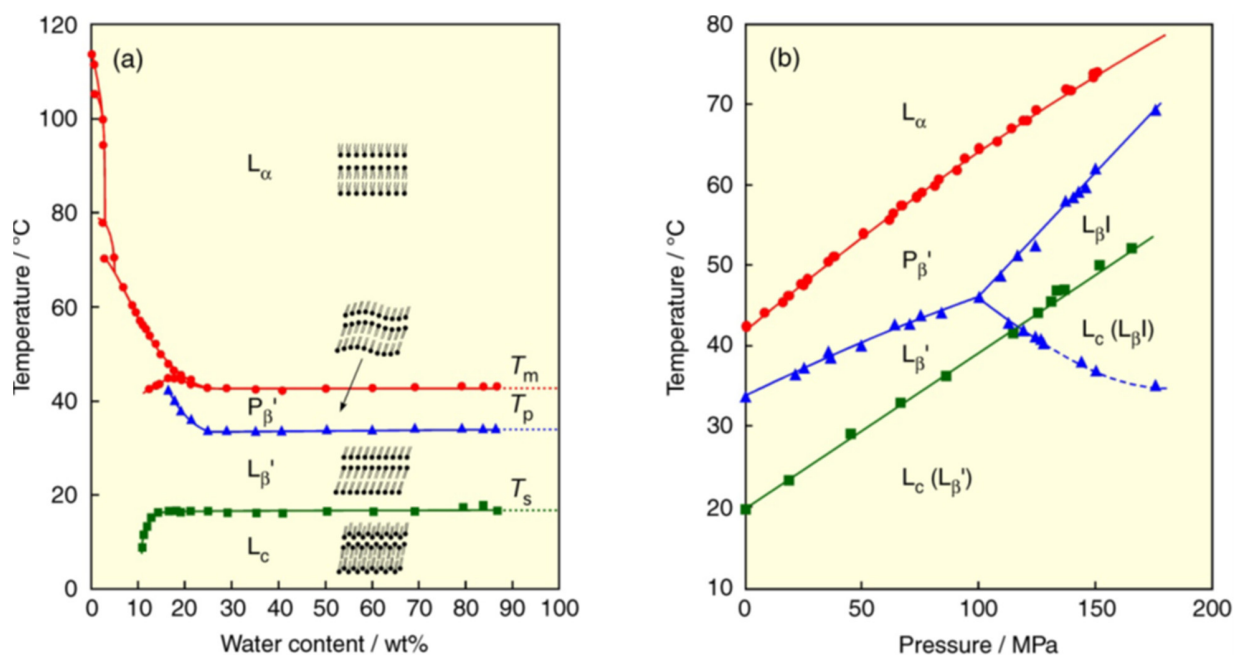 (a)
120
100
80
60
40
20
0
Temperature / °C
Lα
Pβ'
Lβ'
Lc
Tm
Tp
Ts
0 10 20 30 40 50 60 70 80 90 100
Water content / wt%
(b)
80
70
60
50
40
30
20
10
Temperature / °C
Lα
Pβ'
LβI
Lβ'
Lc (LβI)
Lc (Lβ')
0 50 100 150 200
Pressure / MPa